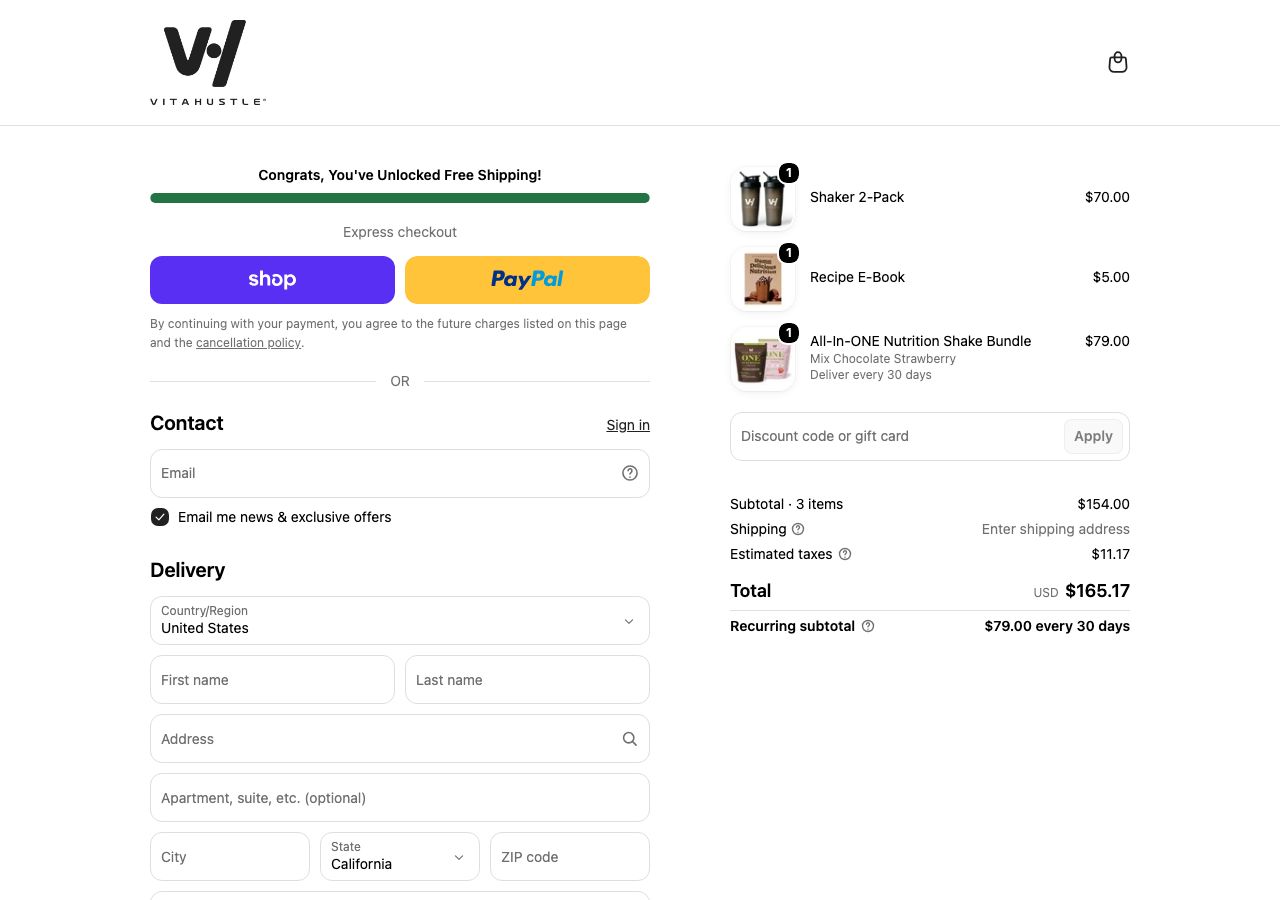 VH
VITAHUSTLE
Congrats, You've Unlocked Free Shipping!
Express checkout
shop
PayPal
By continuing with your payment, you agree to the future charges listed on this page
and the cancellation policy.
OR
Contact
Sign in
Email
Email me news & exclusive offers
Delivery
Country/Region
United States
First name
Last name
Address
Apartment, suite, etc. (optional)
City
State
California
ZIP code
1
Shaker 2-Pack
$70.00
1
Damn
Delicious
Nutrition
Recipe E-Book
$5.00
1
ONE
ONE
All-In-ONE Nutrition Shake Bundle
$79.00
Mix Chocolate Strawberry
Deliver every 30 days
Discount code or gift card
Apply
Subtotal · 3 items
$154.00
Shipping
Enter shipping address
Estimated taxes
$11.17
Total
USD $165.17
Recurring subtotal
$79.00 every 30 days